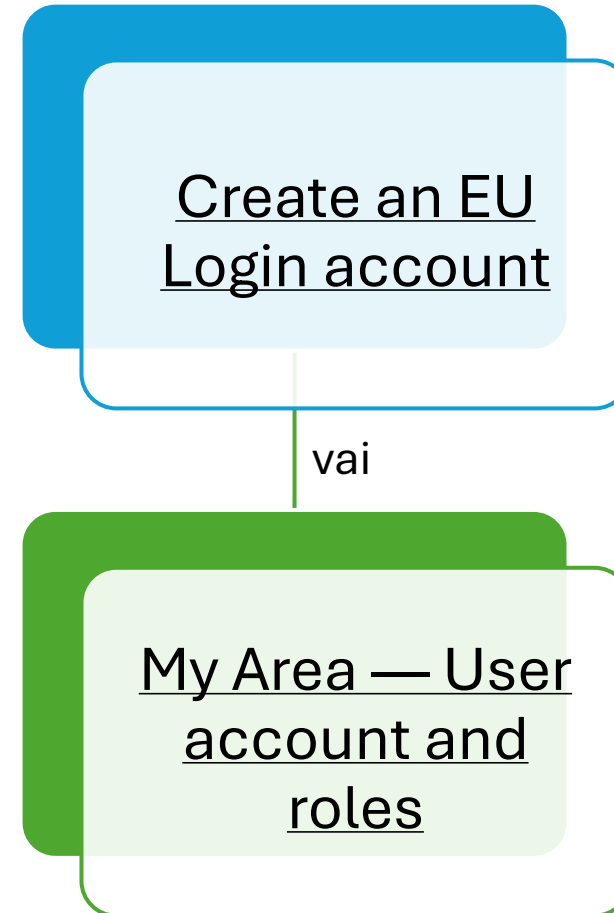 Create an EU
Login account
vai
My Area — User
account and
roles